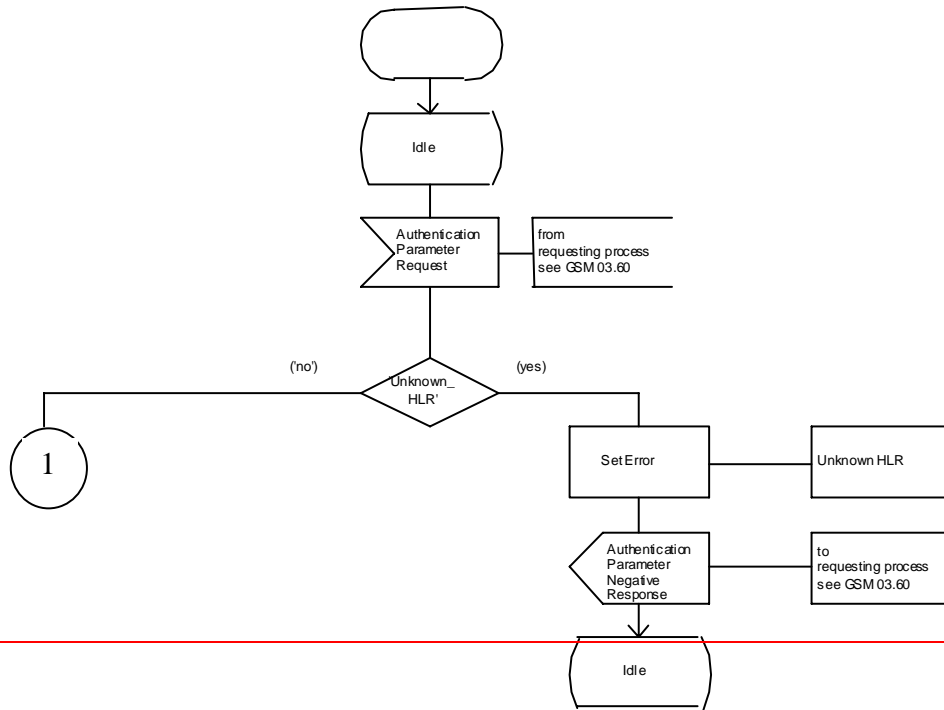 Idle
Authentication
Parameter
Request
from
requesting process
see GSM 03.60
('no')
(yes)
'Unknown_
HLR'
1
Set Error
Unknown HLR
Authentication
Parameter
Negative
Response
to
requesting process
see GSM 03.60
Idle